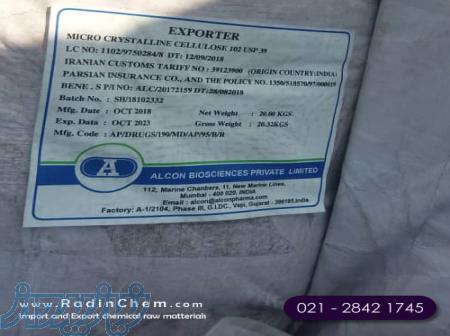 EXPORTER
MICRO CRYSTALLINE CELLULOSE 102 USP 39
LC NO: 1102/9750284/8 DT: 12/09/2018
IRANIAN CUSTOMS TARIFF NO : 39123900 (ORIGIN COUNTRY:INDIA)
PARSIAN INSURANCE CO., AND THE POLICY NO. 1350/518570/97/000019
BENE . S P/I NO: ALC/20172159 DT:28/082018
Batch No : SH/18102332
Mfg. Date : OCT 2018 Net Weight : 20.00 KGS
Exp. Data : OCT 2023 Gross Weight : 20.32KGS
Mfg. Code : AP/DRUGS/190/MD/AP/95/B/R
A
ALCON BIOSCIENCES PRIVATE LIMITED
112, Marine Chambers, 11, New Marine Lines,
Mumbai - 400 020, INDIA
Email : alcon@alconpharma.com
Factory: A-1/2104, Phase III, G.I.DC., Vapi, Gujarat - 396195.India.
www.RadinChem.com
Import and Export chemical raw materials
021 - 2842 1745